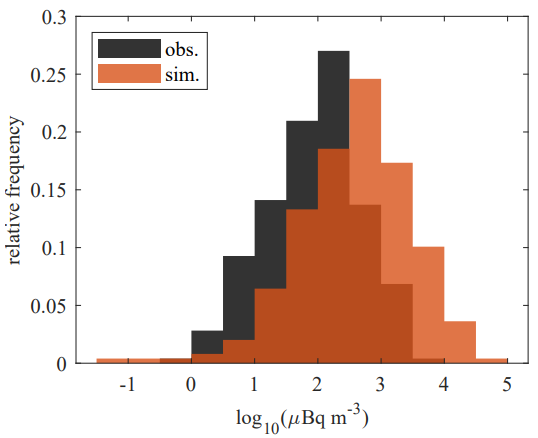 0.3
0.25
0.2
0.15
0.1
0.05
0
relative frequency
obs.
sim.
-1 0 1 2 3 4 5
log10(μBq m-3)